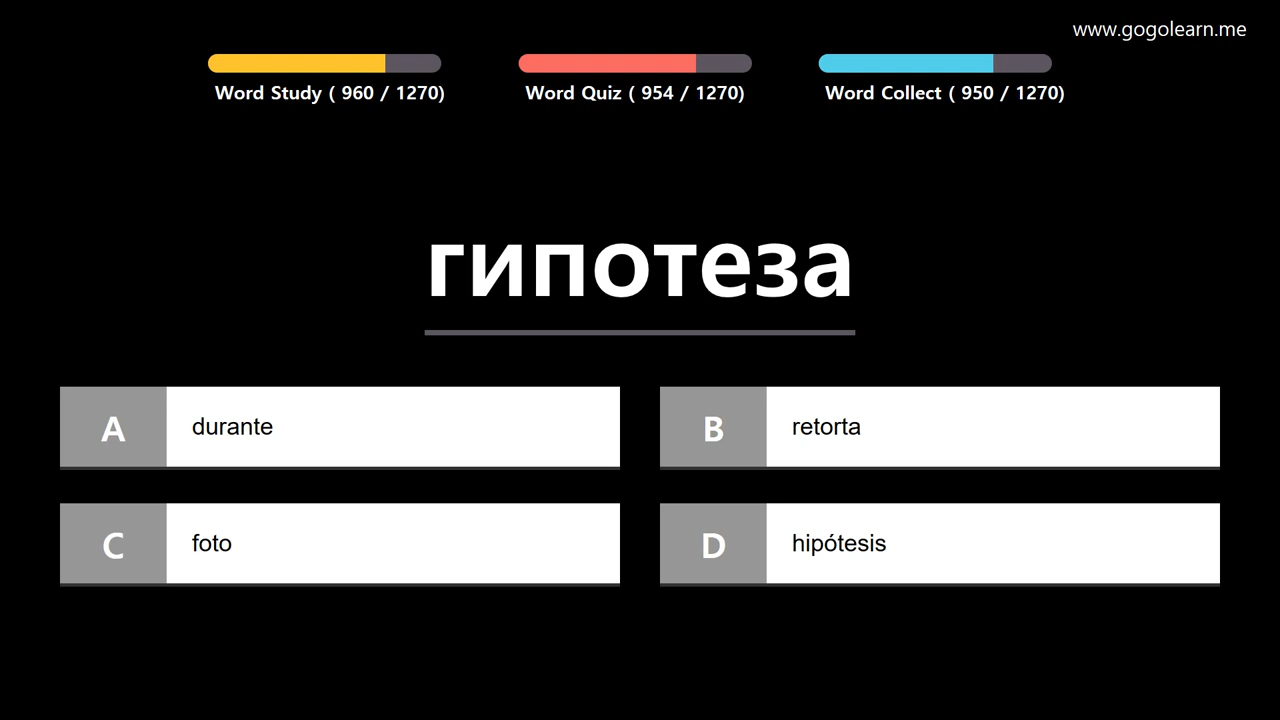 www.gogolearn.me
Word Study ( 960 / 1270)
Word Quiz ( 954 / 1270)
Word Collect ( 950 / 1270)
гипотеза
A durante
B retorta
C foto
D hipótesis